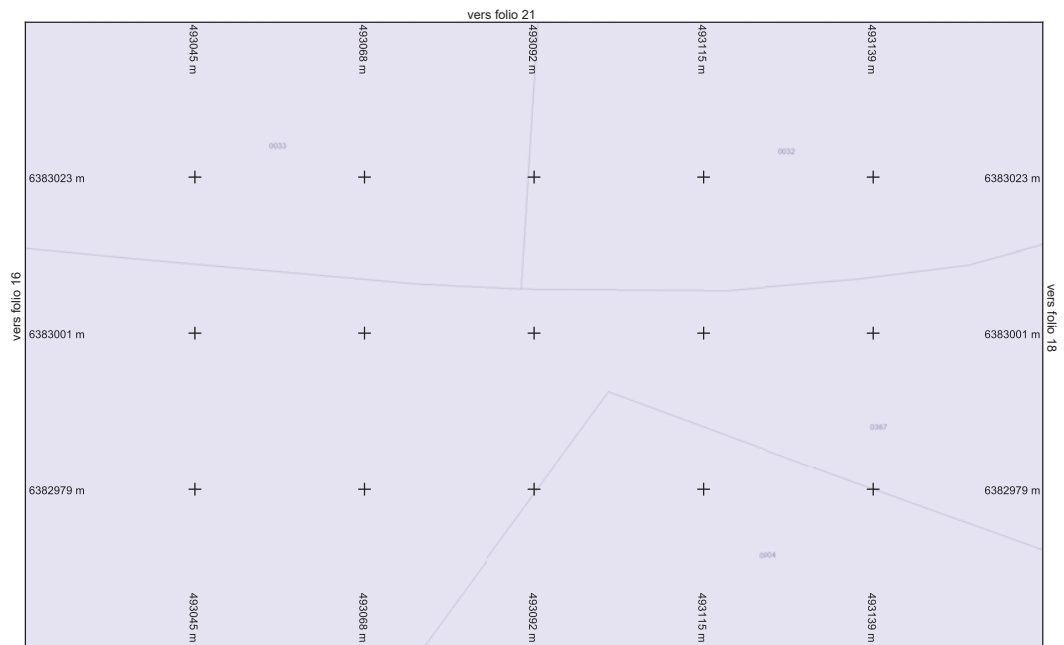 vers folio 21
493045 m
493068 m
493092 m
493115 m
493139 m
0033
0032
6383023 m
6383023 m
vers folio 16
vers folio 18
6383001 m
6383001 m
0367
6382979 m
6382979 m
493045 m
493068 m
493092 m
493115 m
493139 m